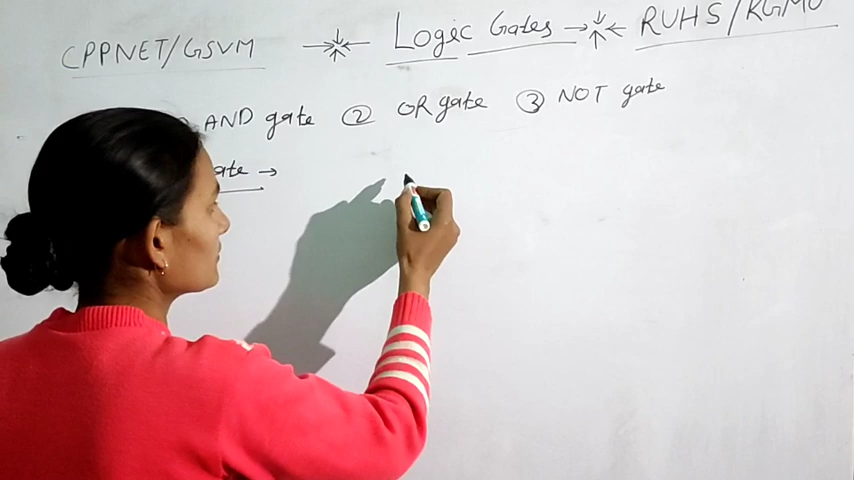 CPPNET/GSVM Logic Gates RUHS/KGMU
AND gate ② OR gate ③ NOT gate
ate →